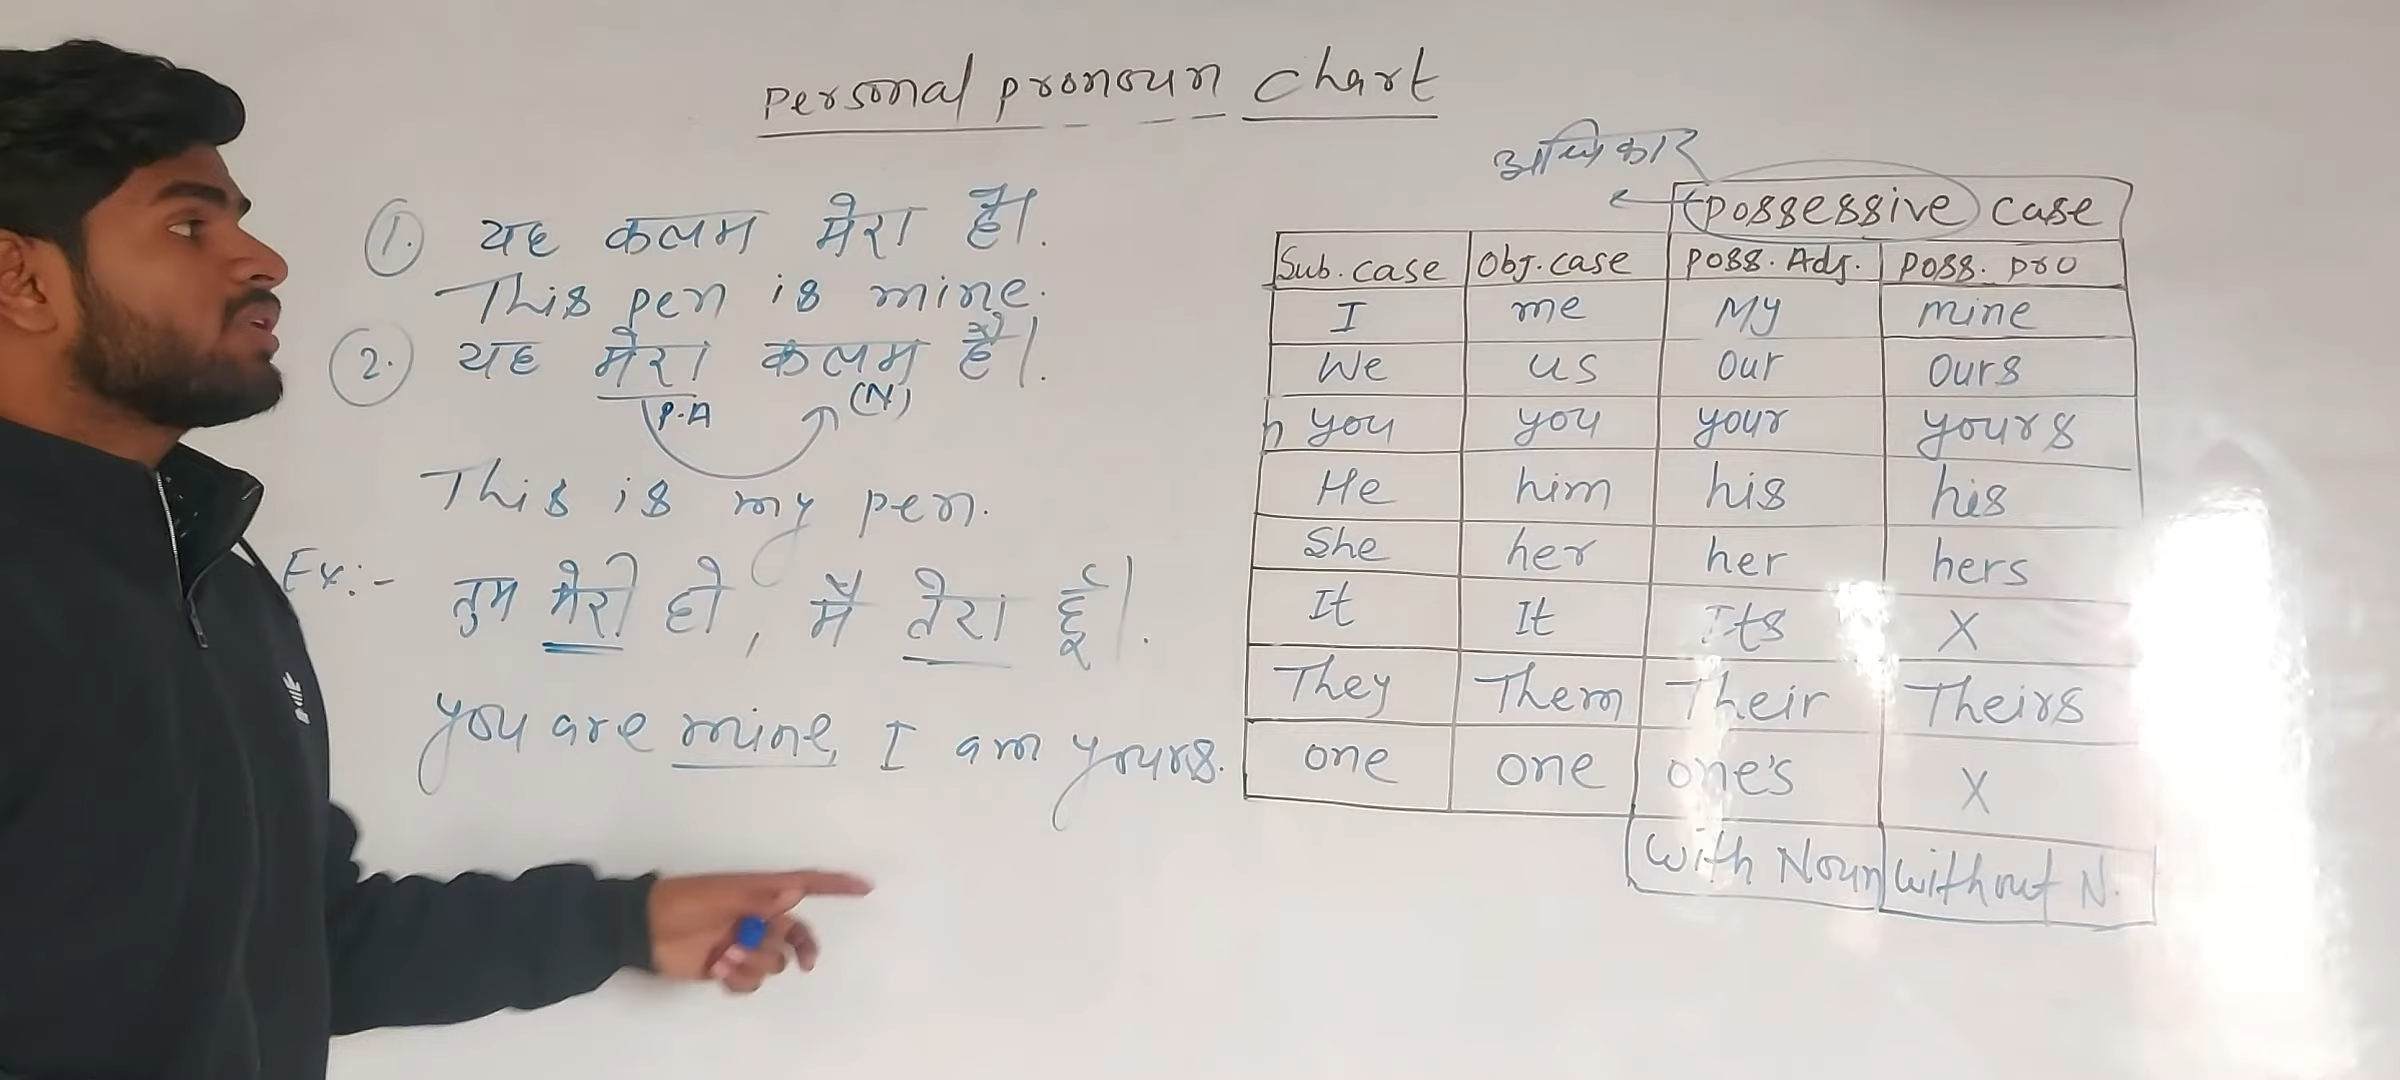 Personal pronoun chart
1. यह कलम मेरा है।
This pen is mine.
2. यह मेरा कलम है।
P.A (N)
This is my pen.
Ex:- तुम मेरी हो, मैं तेरा हूँ।
you are mine, I am yours.
अधिकार
possessive case
Sub. case Obj. case Poss. Adj. Poss. pro
I me My mine
We us our ours
you you your yours
He him his his
She her her hers
It It Its X
They Them Their Theirs
one one one's X
With Noun without N.